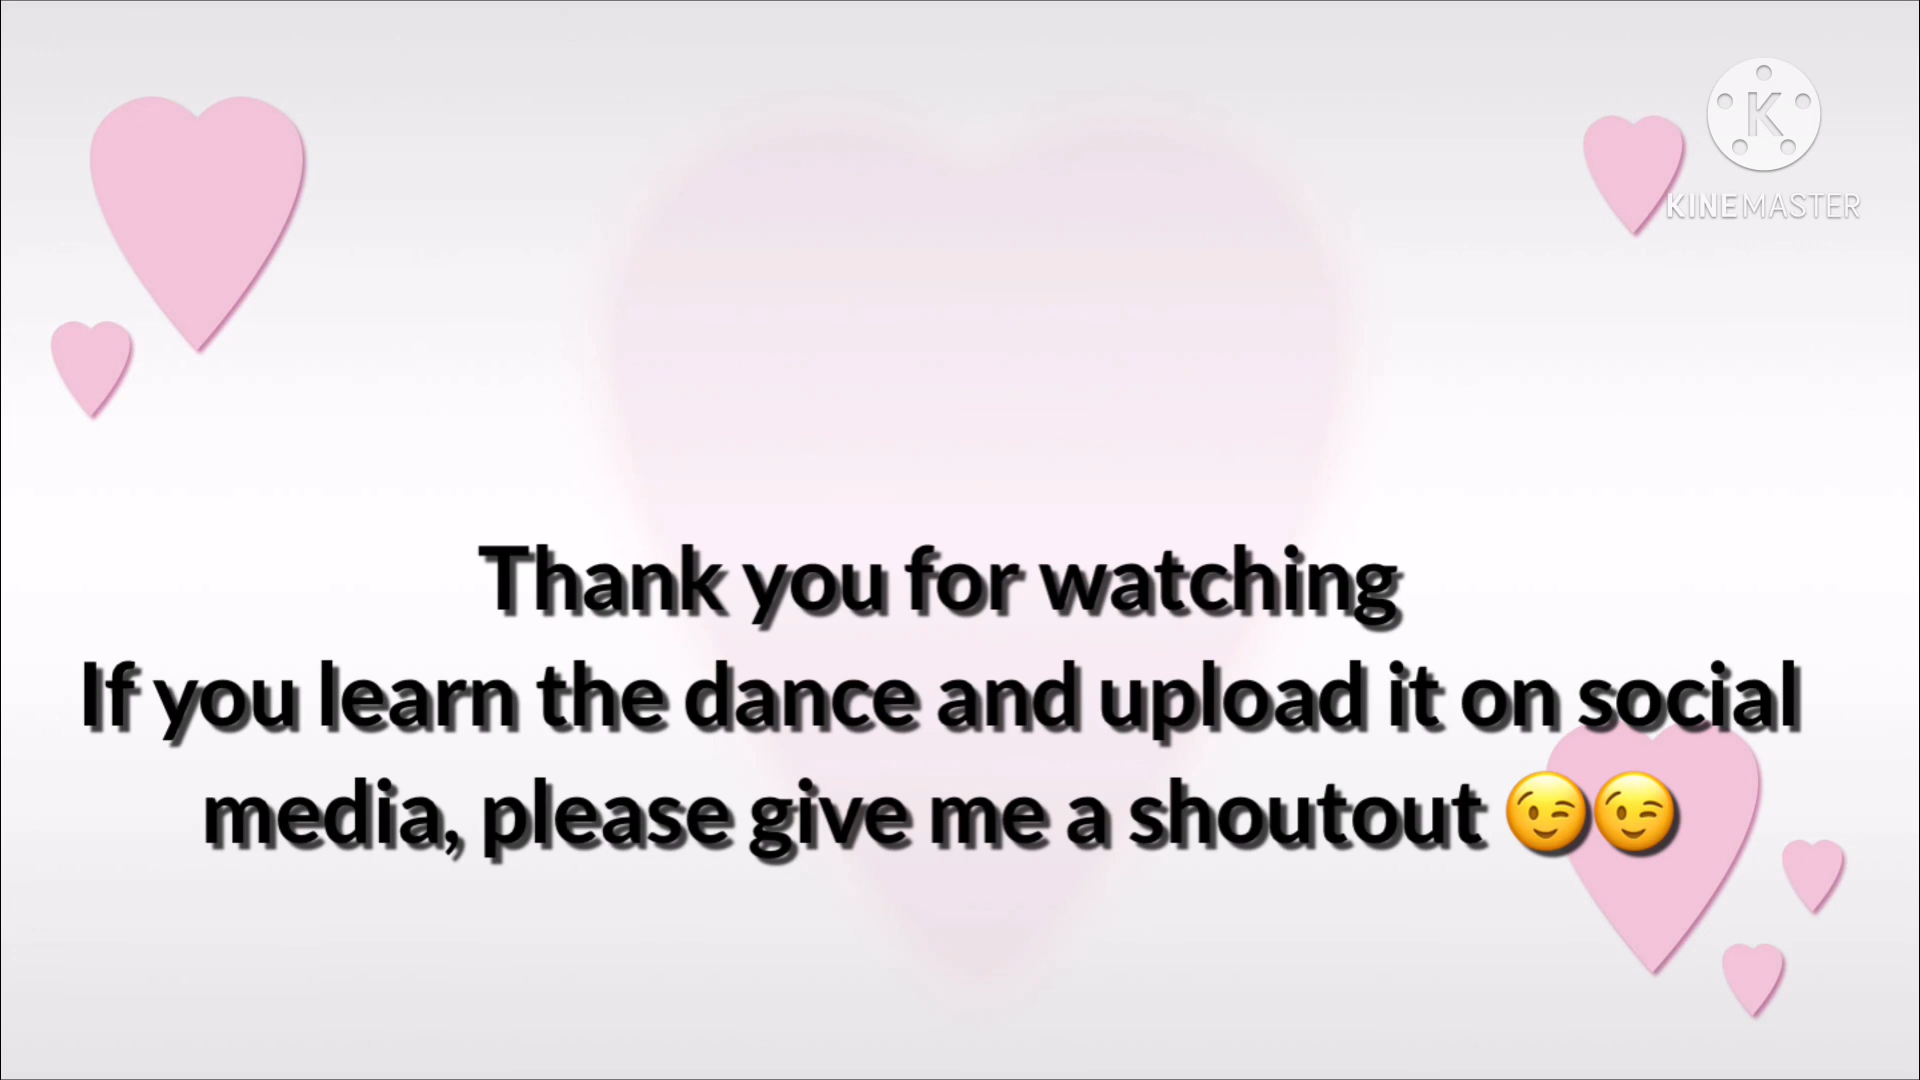 K
KINEMASTER
Thank you for watching
If you learn the dance and upload it on social
media, please give me a shoutout 😉😉